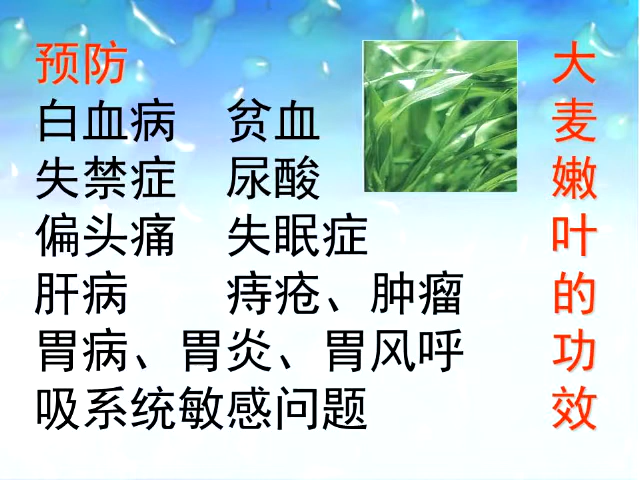 预防
白血病 贫血
失禁症 尿酸
偏头痛 失眠症
肝病 痔疮、肿瘤
胃病、胃炎、胃风呼
吸系统敏感问题
大麦嫩叶的功效